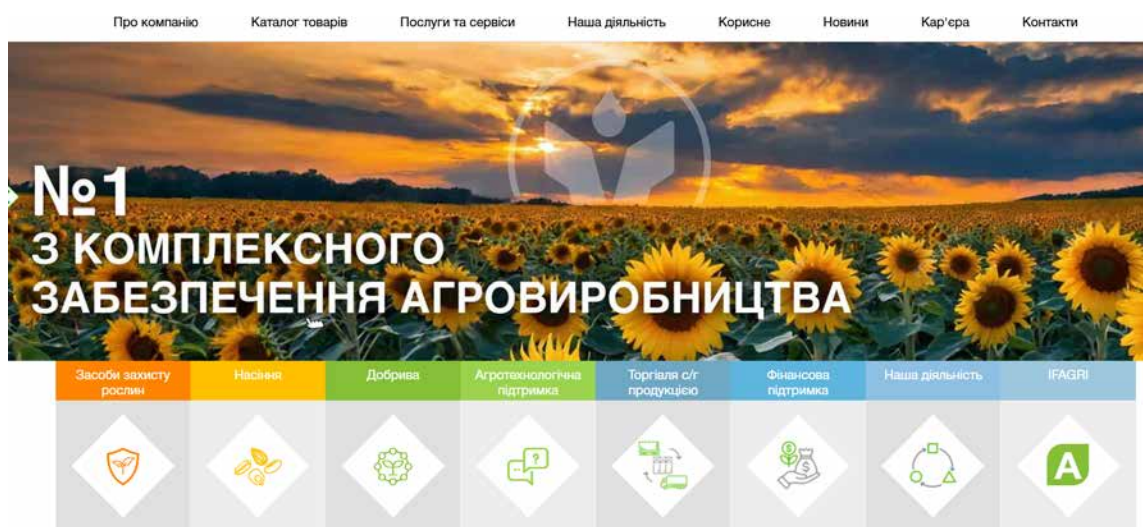 Про компанію Каталог товарів Послуги та сервіси Наша діяльність Корисне Новини Кар'єра Контакти
№1
З КОМПЛЕКСНОГО
ЗАБЕЗПЕЧЕННЯ АГРОВИРОБНИЦТВА
Засоби захисту рослин
Насіння
Добрива
Агротехнологічна підтримка
Торгівля с/г продукцією
Фінансова підтримка
Наша діяльність
IFAGRI
A